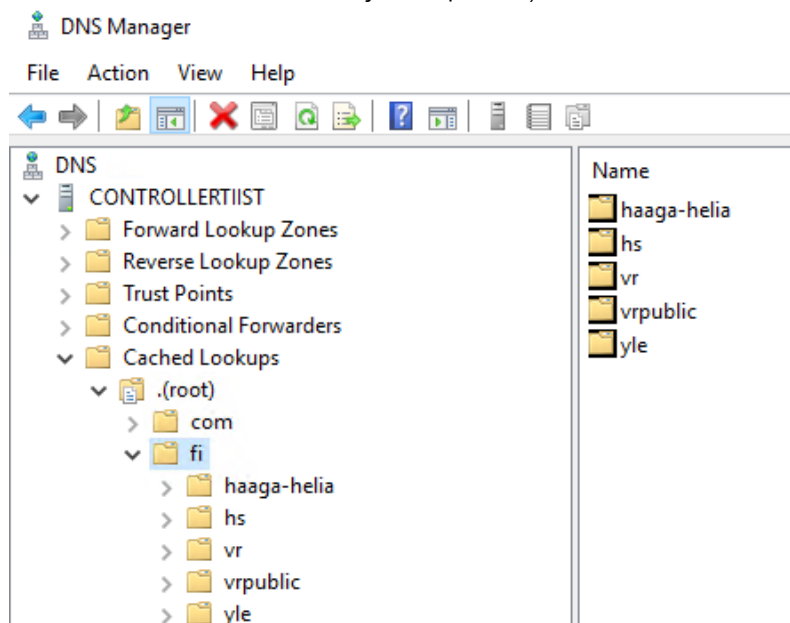 DNS Manager
File Action View Help
DNS
CONTROLLERTIIST
Forward Lookup Zones
Reverse Lookup Zones
Trust Points
Conditional Forwarders
Cached Lookups
.(root)
com
fi
haaga-helia
hs
vr
vrpublic
yle
Name
haaga-helia
hs
vr
vrpublic
yle